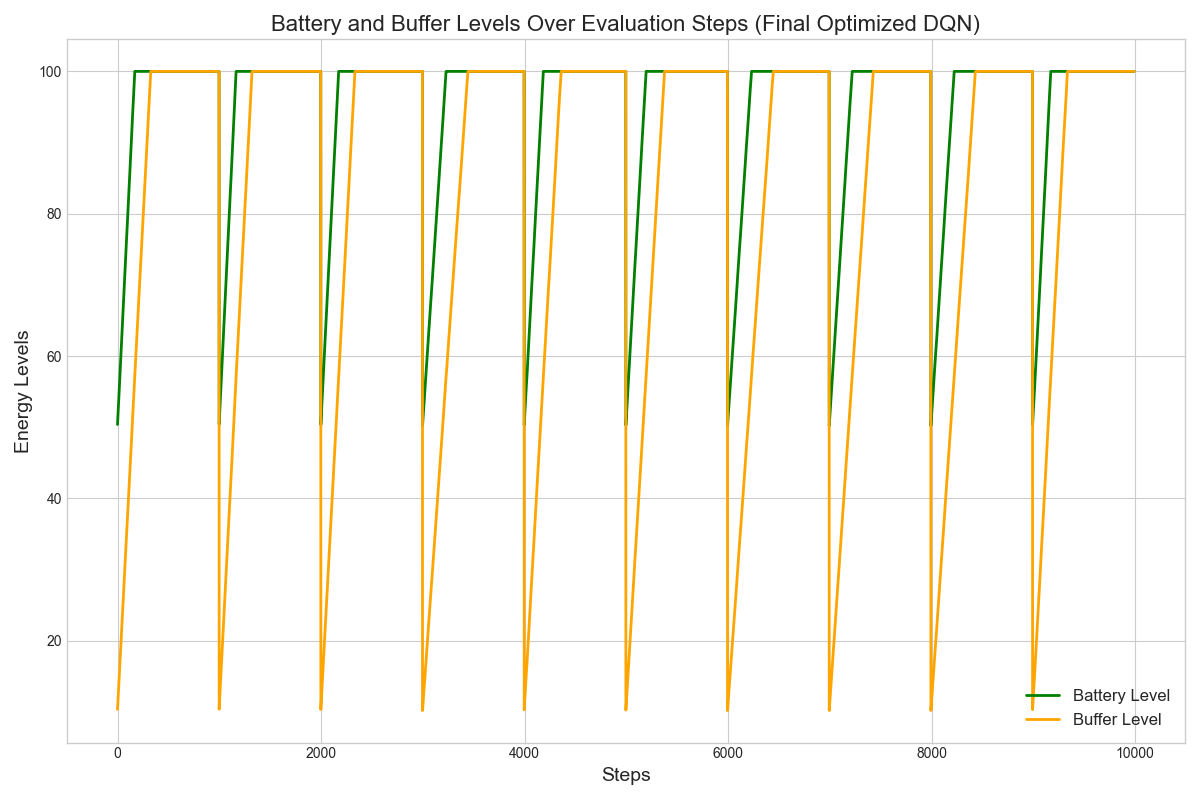 Battery and Buffer Levels Over Evaluation Steps (Final Optimized DQN)
100
80
60
40
20
Energy Levels
Battery Level
Buffer Level
0 2000 4000 6000 8000 10000
Steps